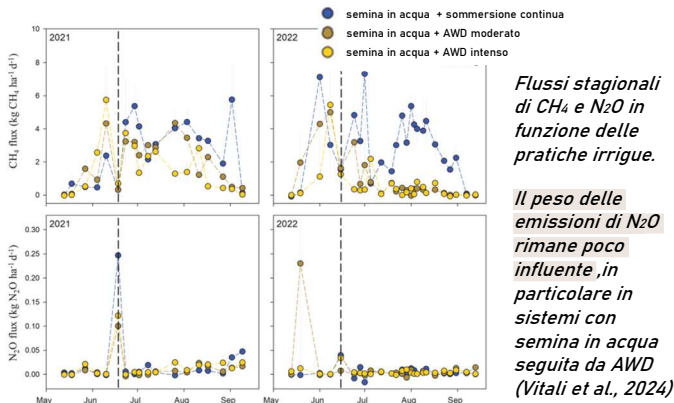 semina in acqua + sommersione continua
semina in acqua + AWD moderato
semina in acqua + AWD intenso
2021
2022
10
8
6
4
2
0
CH₄ flux (kg CH₄ ha⁻¹ d⁻¹)
2021
2022
0.30
0.25
0.20
0.15
0.10
0.05
0.00
N₂O flux (kg N₂O ha⁻¹ d⁻¹)
May Jun Jul Aug Sep May Jun Jul Aug Sep
Flussi stagionali
di CH₄ e N₂O in
funzione delle
pratiche irrigue.
Il peso delle
emissioni di N₂O
rimane poco
influente ,in
particolare in
sistemi con
semina in acqua
seguita da AWD
(Vitali et al., 2024)